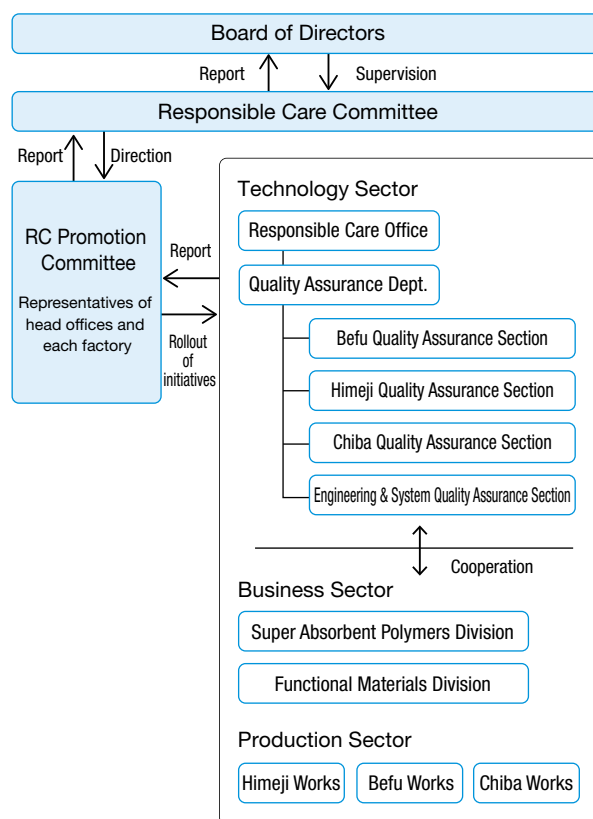 Board of Directors
Report
Supervision
Responsible Care Committee
Report
Direction
RC Promotion
Committee
Representatives of
head offices and
each factory
Report
Rollout
of
initiatives
Technology Sector
Responsible Care Office
Quality Assurance Dept.
Befu Quality Assurance Section
Himeji Quality Assurance Section
Chiba Quality Assurance Section
Engineering & System Quality Assurance Section
Cooperation
Business Sector
Super Absorbent Polymers Division
Functional Materials Division
Production Sector
Himeji Works
Befu Works
Chiba Works